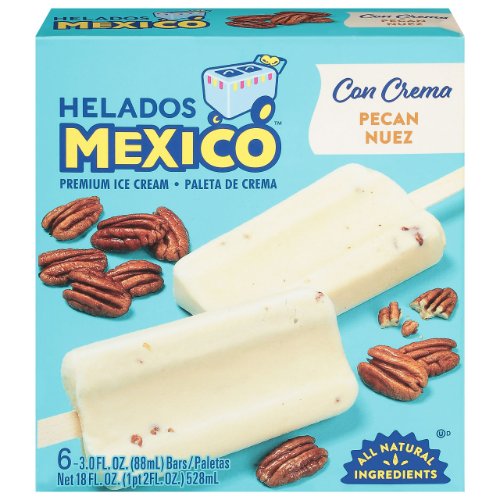 HELADOS
MEXICO™
PREMIUM ICE CREAM • PALETA DE CREMA
Con Crema
PECAN
NUEZ
6-3.0 FL. OZ. (88mL) Bars/Paletas
Net 18 FL. OZ. (1pt 2FL. OZ.) 528mL
U D
ALL NATURAL
INGREDIENTS